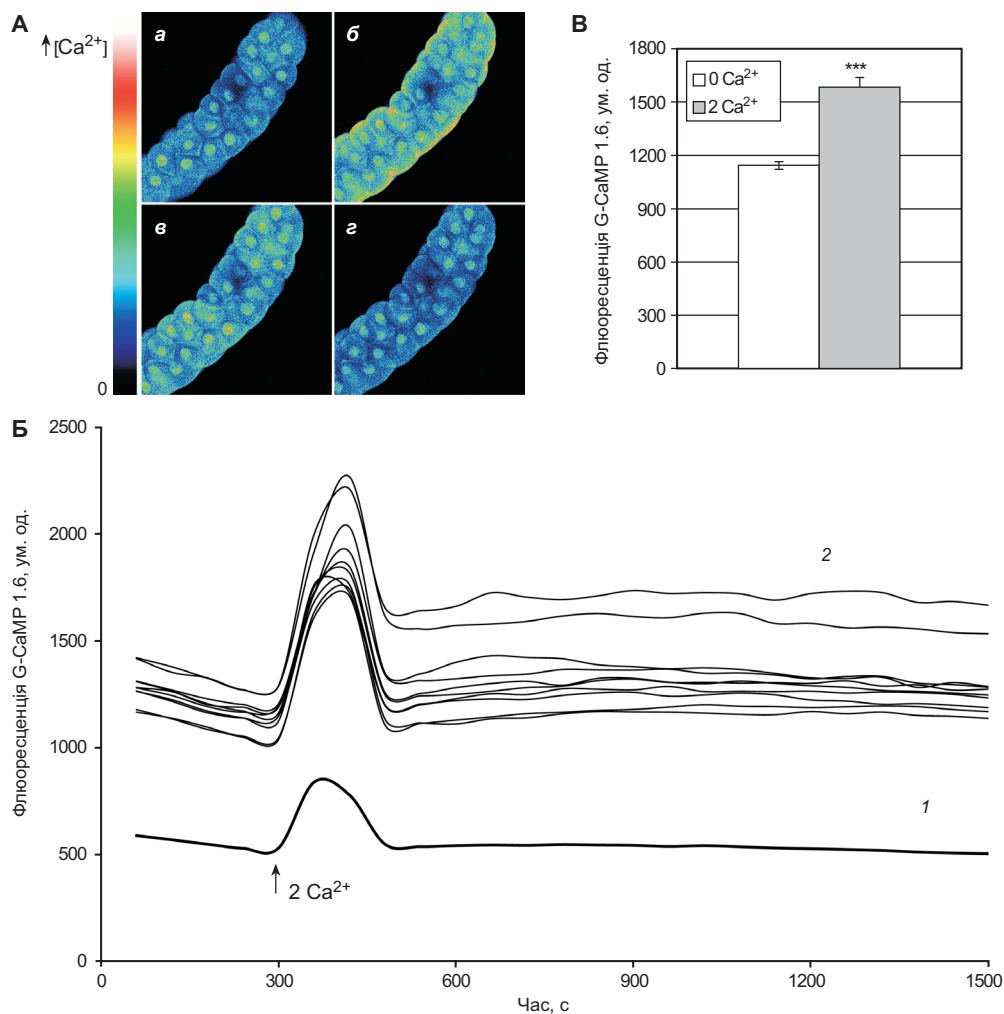 А
↑[Ca²⁺]
0
а
б
в
г
В
Флюоресценція G-CaMP 1.6, ум. од.
1800
1500
1200
900
600
300
0
0 Ca²⁺
2 Ca²⁺
***
Б
Флюоресценція G-CaMP 1.6, ум. од.
2500
2000
1500
1000
500
0
2
1
↑ 2 Ca²⁺
0
300
600
900
1200
1500
Час, с